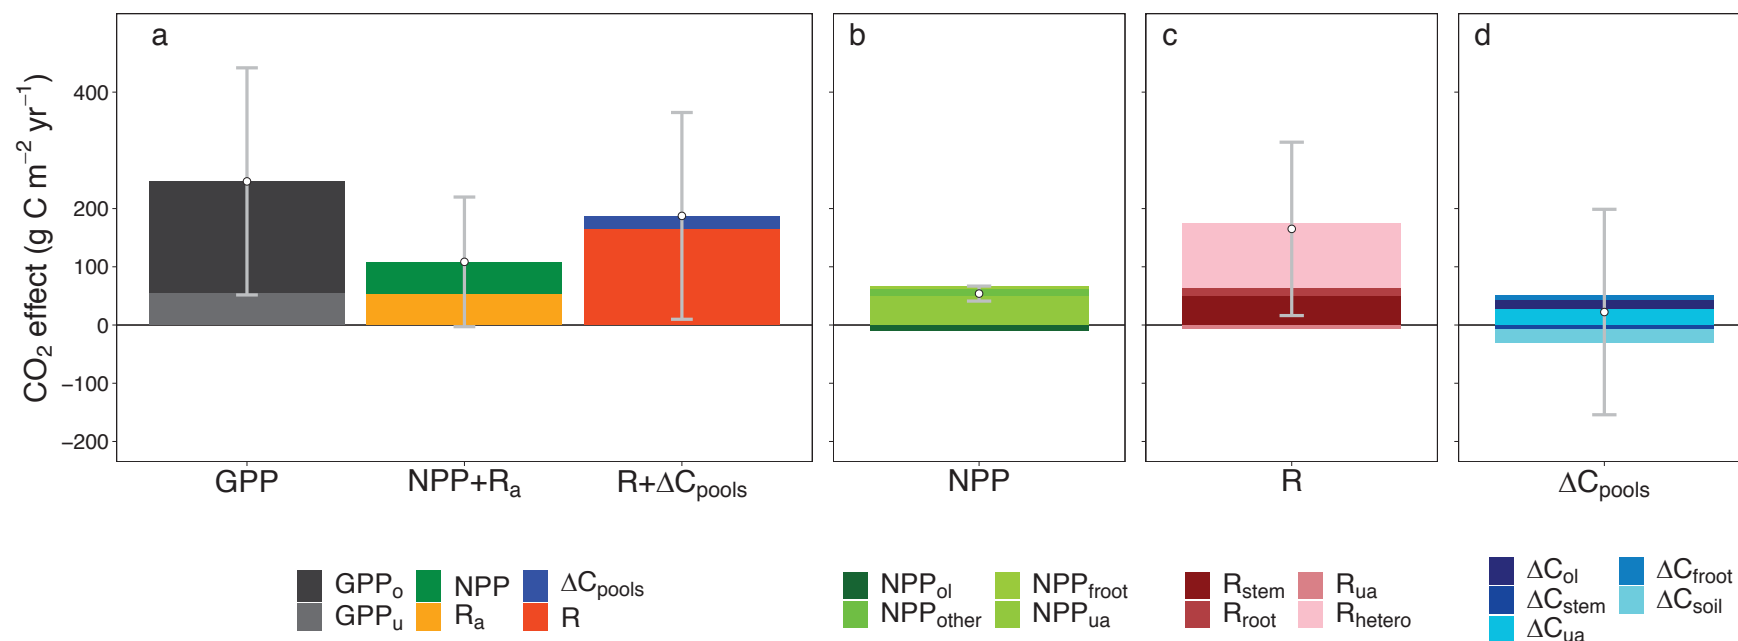 a b c d
CO₂ effect (g C m⁻² yr⁻¹)
400
200
100
0
−100
−200
GPP NPP+Rₐ R+ΔCpools NPP R ΔCpools
GPPo NPP ΔCpools
GPPu Ra R
NPPol NPPfroot
NPPother NPPua
Rstem Rua
Rroot Rhetero
ΔCol ΔCfroot
ΔCstem ΔCsoil
ΔCua